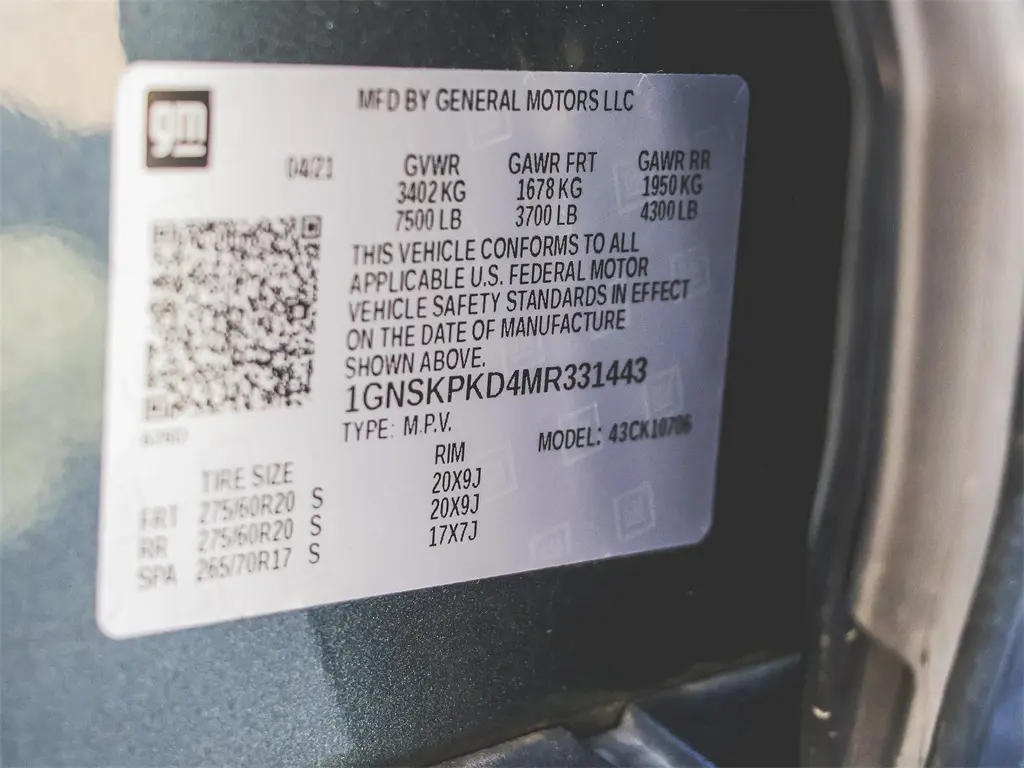 gm
MFD BY GENERAL MOTORS LLC
04/21 GVWR GAWR FRT GAWR RR
3402 KG 1678 KG 1950 KG
7500 LB 3700 LB 4300 LB
THIS VEHICLE CONFORMS TO ALL
APPLICABLE U.S. FEDERAL MOTOR
VEHICLE SAFETY STANDARDS IN EFFECT
ON THE DATE OF MANUFACTURE
SHOWN ABOVE.
1GNSKPKD4MR331443
TYPE: M.P.V. MODEL: 43CK10706
TIRE SIZE RIM
FRT 275/60R20 S 20X9J
RR 275/60R20 S 20X9J
SPA 265/70R17 S 17X7J